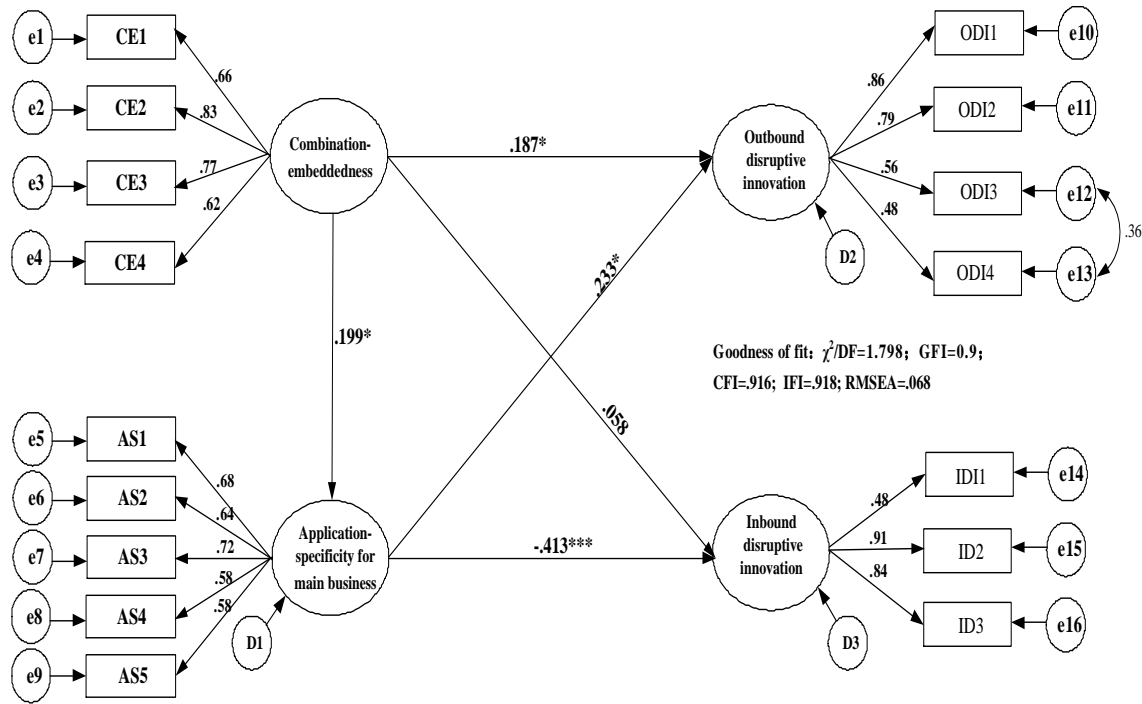 e1
CE1
.66
e2
CE2
.83
e3
CE3
.77
e4
CE4
.62
Combination-
embeddedness
.187*
.199*
.233*
.058
-.413***
Outbound
disruptive
innovation
D2
.86
ODI1
e10
.79
ODI2
e11
.56
ODI3
e12
.48
ODI4
e13
.36
Goodness of fit: χ²/DF=1.798; GFI=0.9;
CFI=.916; IFI=.918; RMSEA=.068
e5
AS1
.68
e6
AS2
.64
e7
AS3
.72
e8
AS4
.58
e9
AS5
.58
Application-
specificity for
main business
D1
Inbound
disruptive
innovation
D3
.48
IDI1
e14
.91
ID2
e15
.84
ID3
e16